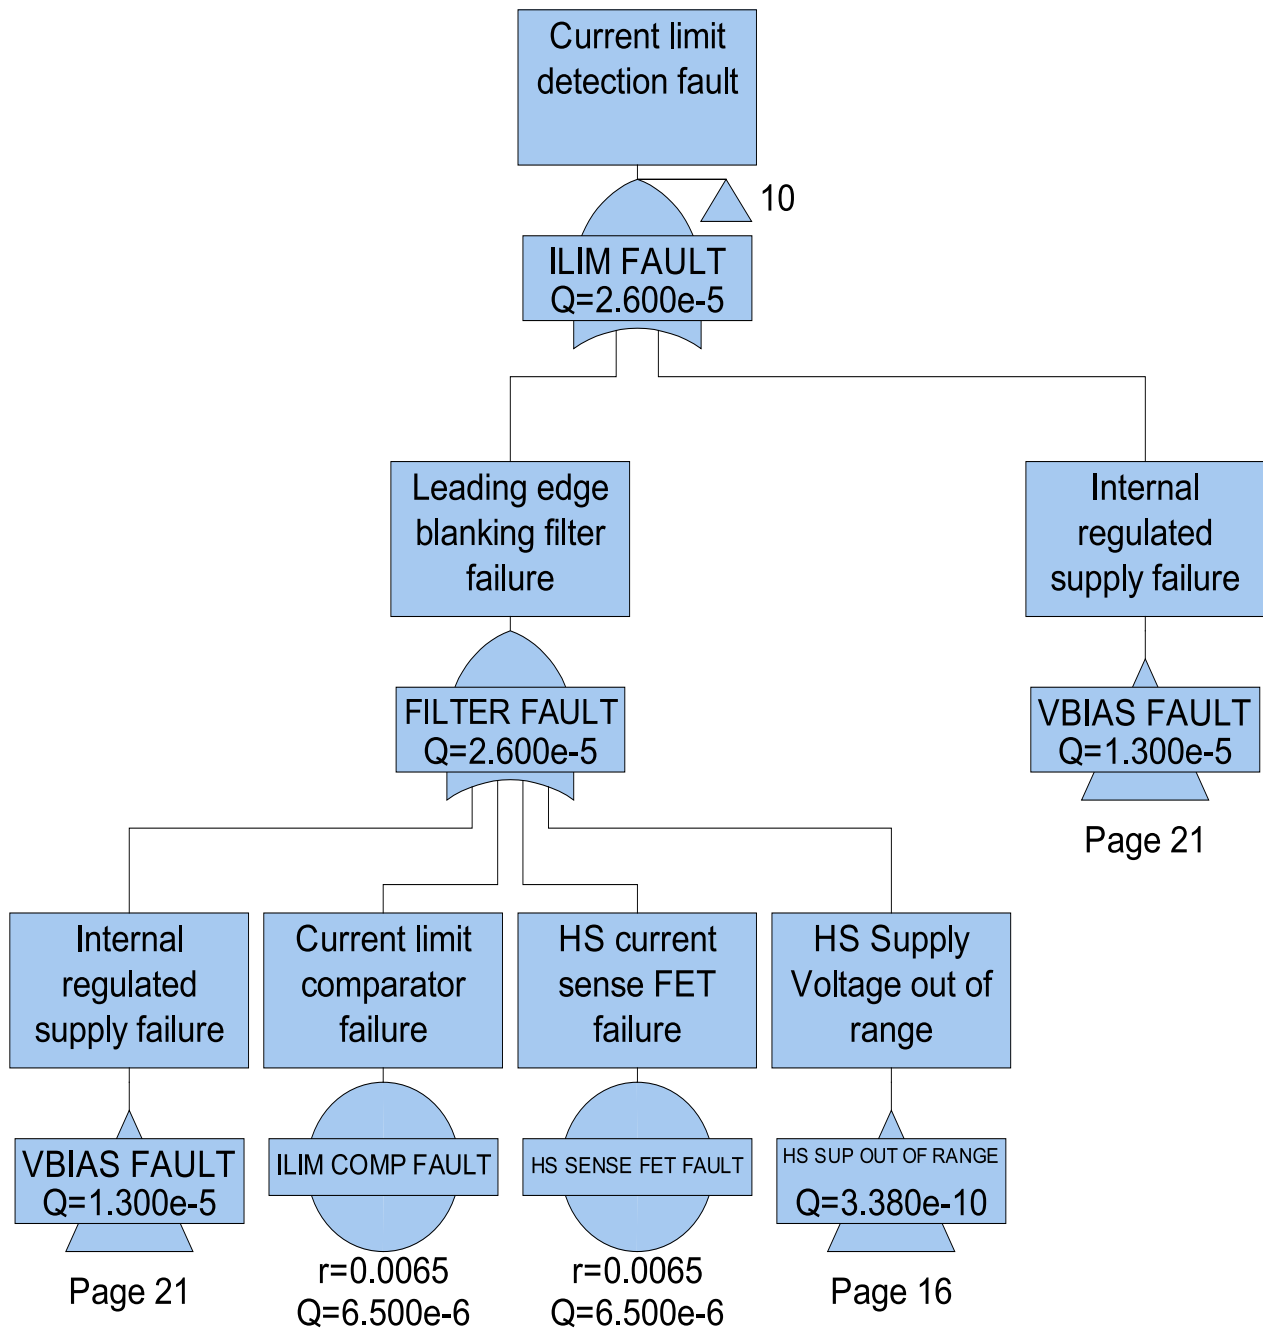 Current limit
detection fault
10
ILIM FAULT
Q=2.600e-5
Leading edge
blanking filter
failure
Internal
regulated
supply failure
FILTER FAULT
Q=2.600e-5
VBIAS FAULT
Q=1.300e-5
Page 21
Internal
regulated
supply failure
Current limit
comparator
failure
HS current
sense FET
failure
HS Supply
Voltage out of
range
VBIAS FAULT
Q=1.300e-5
Page 21
ILIM COMP FAULT
r=0.0065
Q=6.500e-6
HS SENSE FET FAULT
r=0.0065
Q=6.500e-6
HS SUP OUT OF RANGE
Q=3.380e-10
Page 16